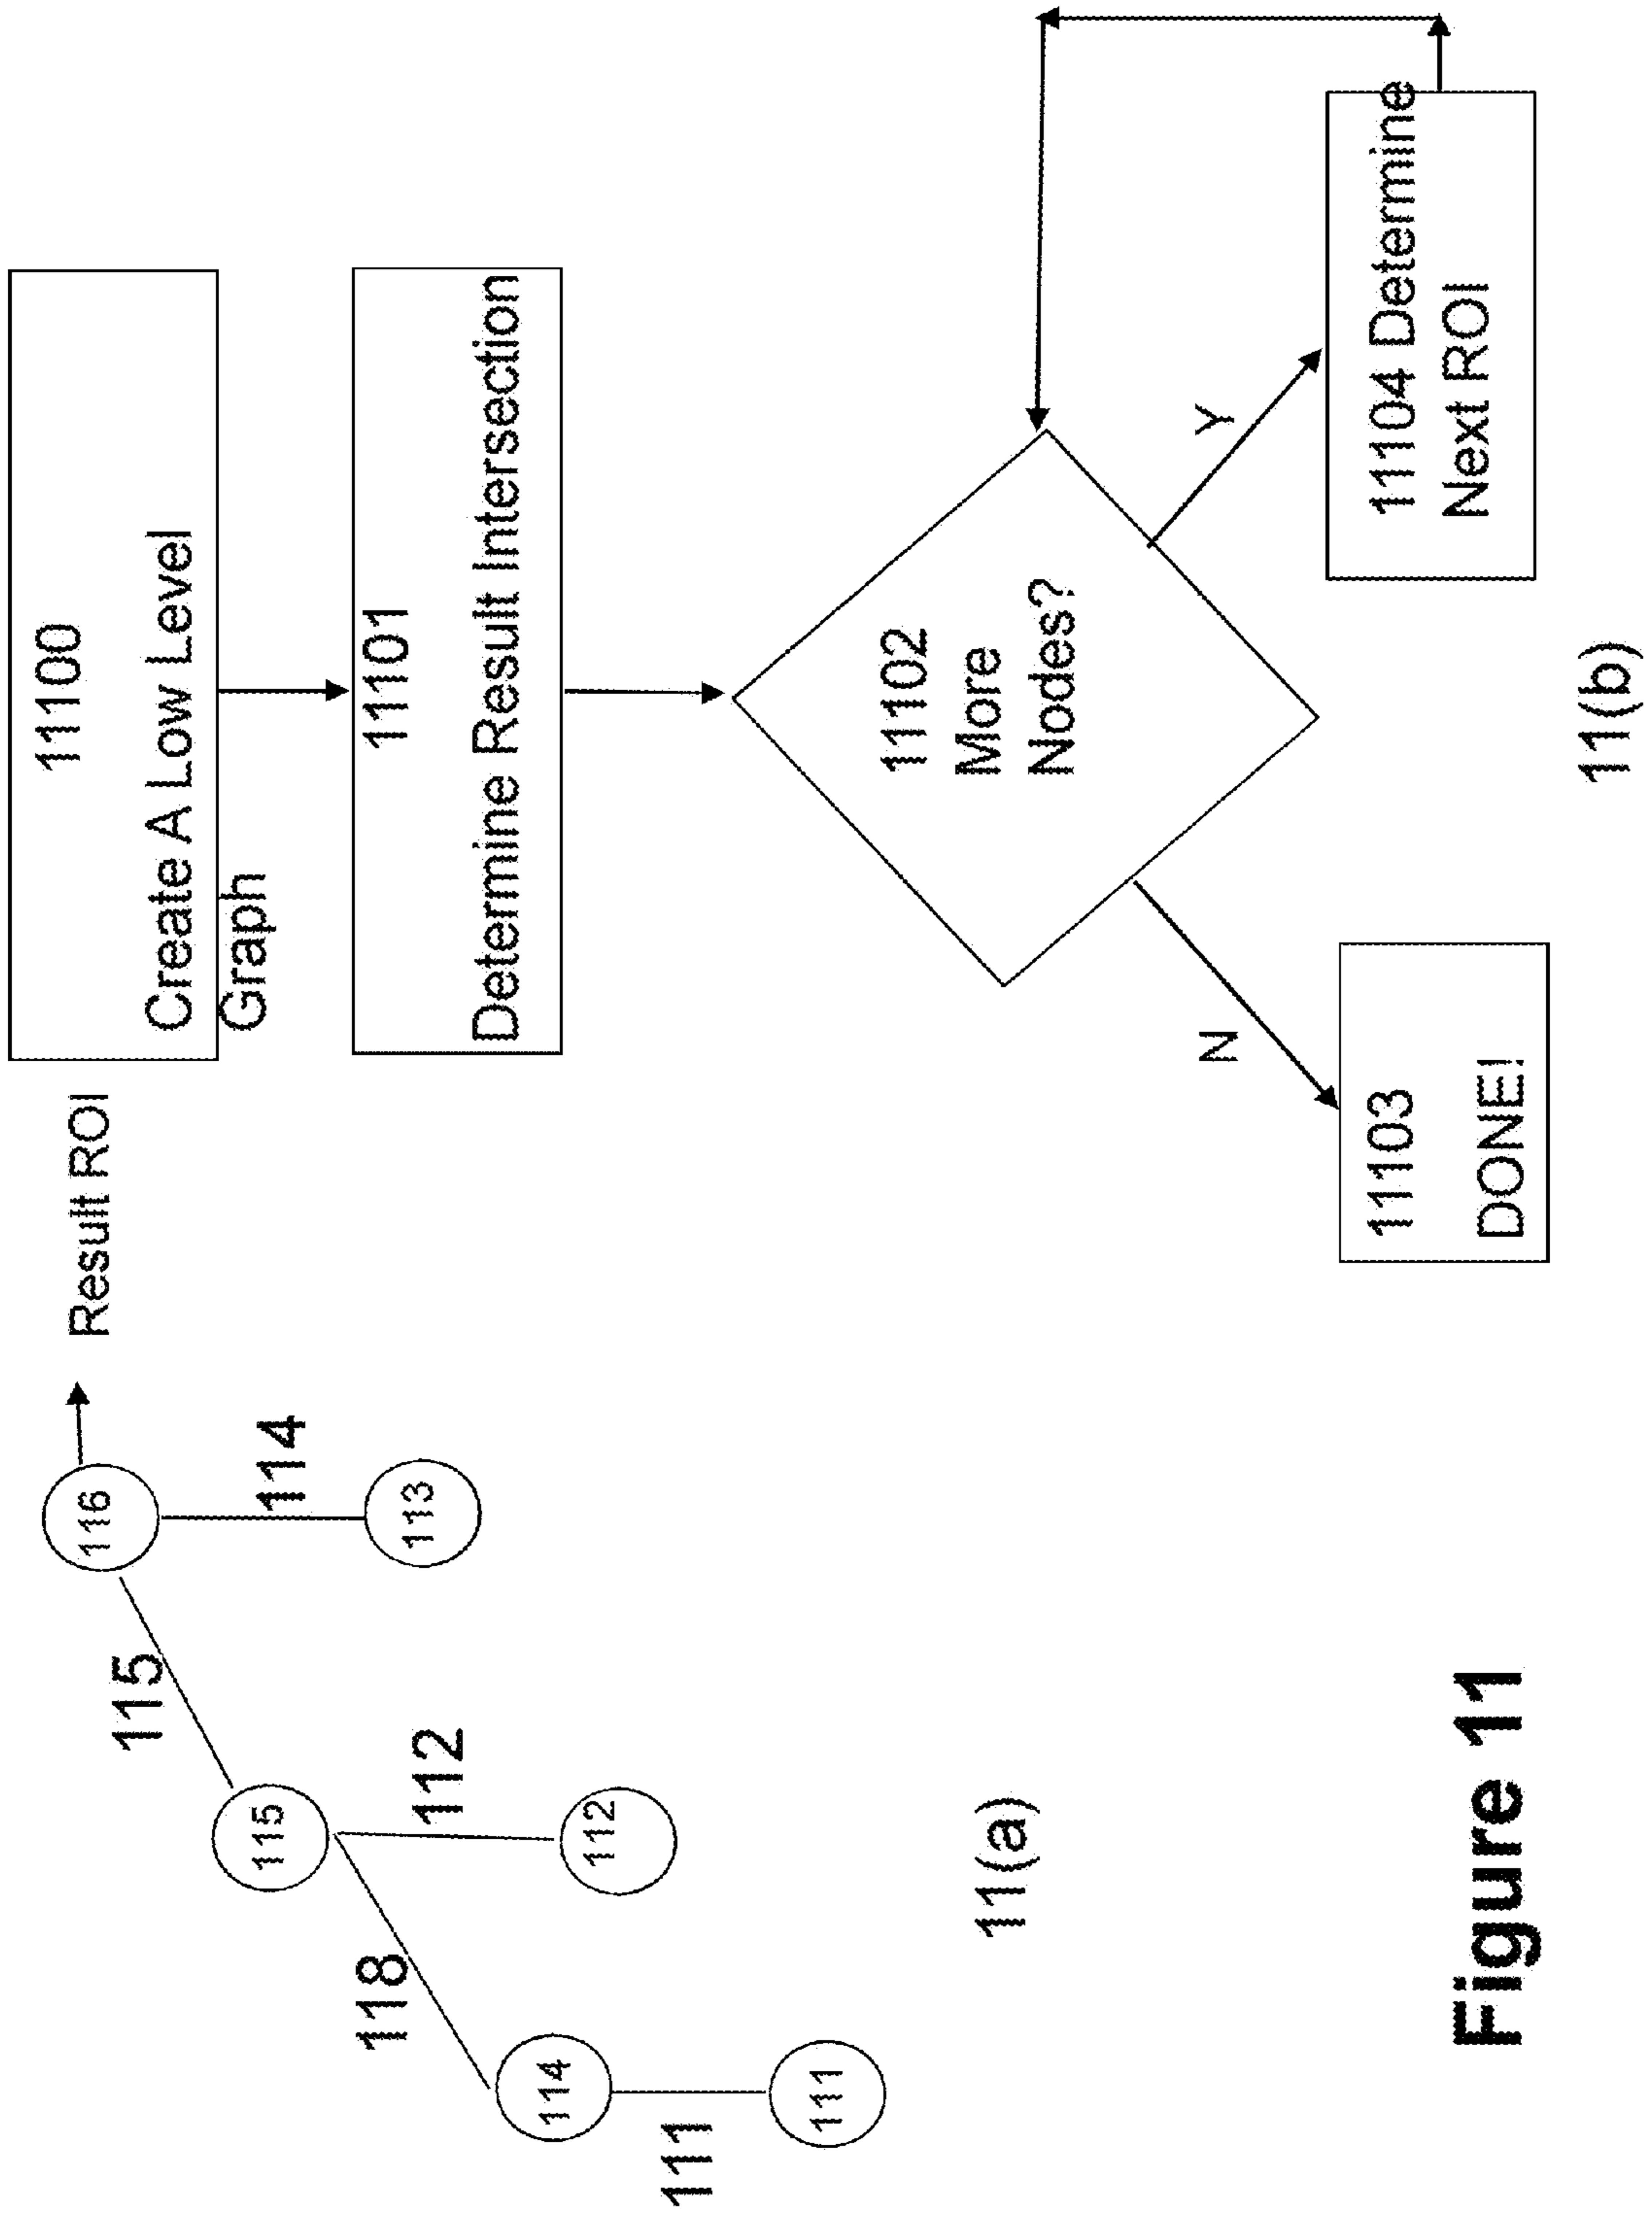 116
Result ROI
115
114
115
113
118
112
114
112
111
111
11(a)
11100
Create A Low Level
Graph
11101
Determine Result Intersection
11102
More
Nodes?
N
Y
11103
DONE!
11104 Determine
Next ROI
11(b)
Figure 11